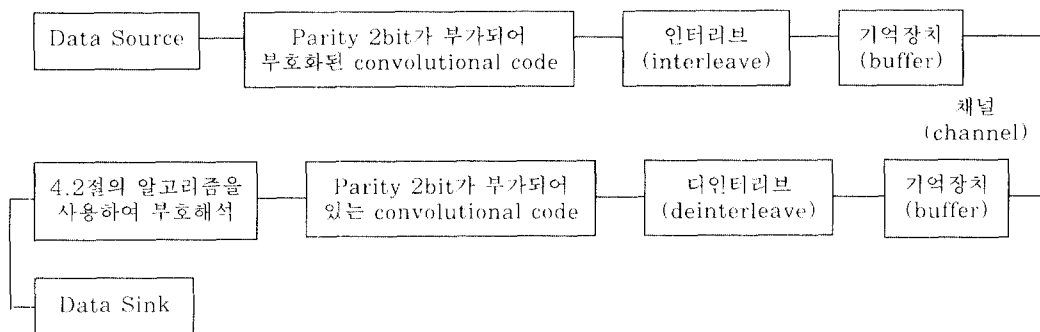 Data Source
Parity 2bit가 부가되어
부호화된 convolutional code
인터리브
(interleave)
기억장치
(buffer)
채널
(channel)
4.2절의 알고리즘을
사용하여 부호해석
Parity 2bit가 부가되어
있는 convolutional code
디인터리브
(deinterleave)
기억장치
(buffer)
Data Sink